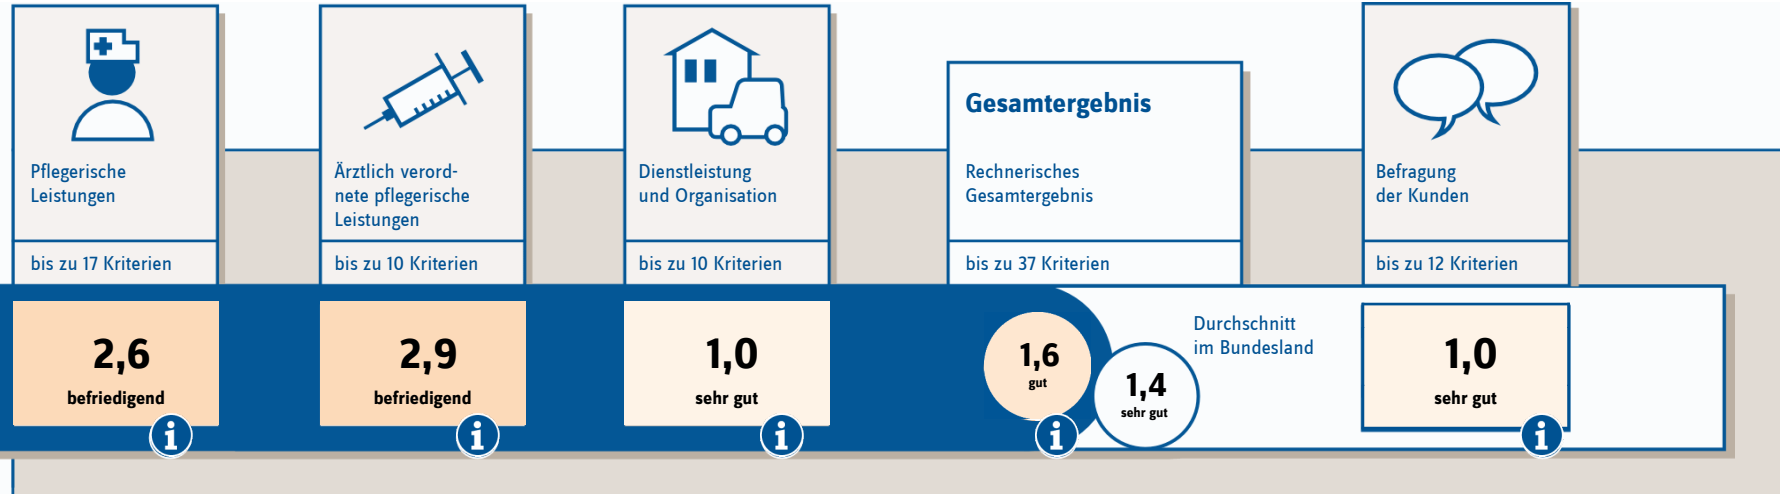 Pflegerische
Leistungen
bis zu 17 Kriterien
2,6
befriedigend
i
Ärztlich verord-
nete pflegerische
Leistungen
bis zu 10 Kriterien
2,9
befriedigend
i
Dienstleistung
und Organisation
bis zu 10 Kriterien
1,0
sehr gut
i
Gesamtergebnis
Rechnerisches
Gesamtergebnis
bis zu 37 Kriterien
1,6
gut
i
1,4
sehr gut
Durchschnitt
im Bundesland
Befragung
der Kunden
bis zu 12 Kriterien
1,0
sehr gut
i